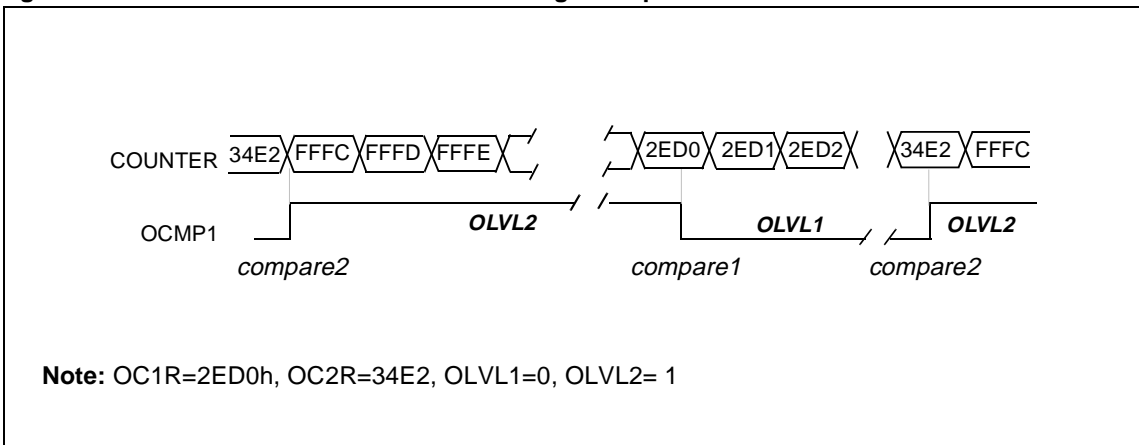 COUNTER 34E2 FFFC FFFD FFFE 2ED0 2ED1 2ED2 34E2 FFFC
OCMP1 OLVL2 OLVL1 OLVL2
compare2 compare1 compare2
Note: OC1R=2ED0h, OC2R=34E2, OLVL1=0, OLVL2= 1